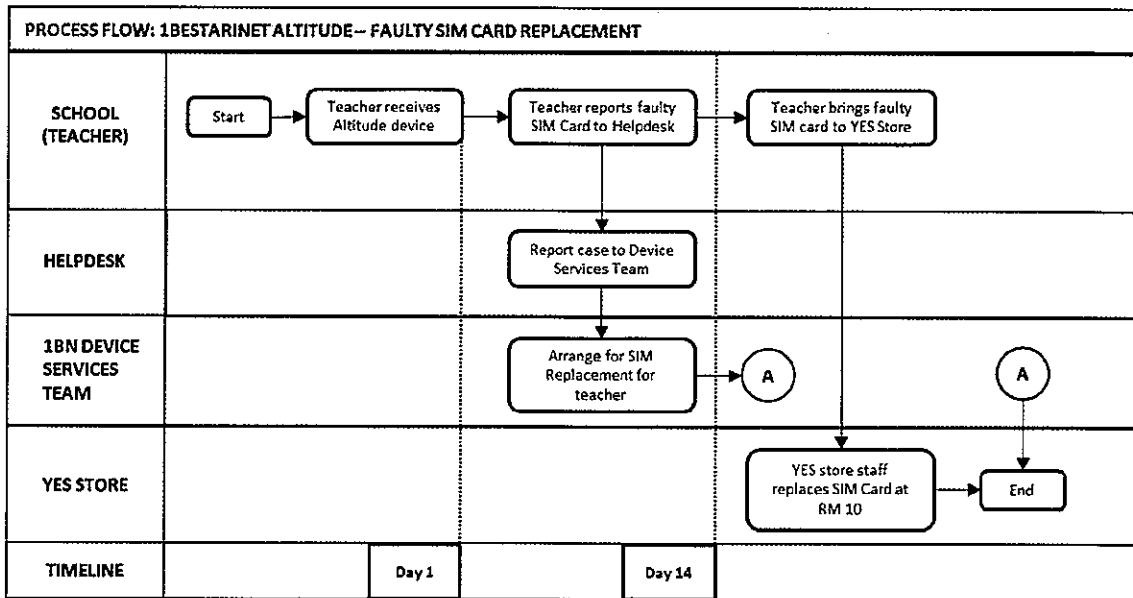 PROCESS FLOW: 1BESTARINET ALTITUDE – FAULTY SIM CARD REPLACEMENT
SCHOOL
(TEACHER)
Start
Teacher receives
Altitude device
Teacher reports faulty
SIM Card to Helpdesk
Teacher brings faulty
SIM card to YES Store
HELPDESK
Report case to Device
Services Team
1BN DEVICE
SERVICES
TEAM
Arrange for SIM
Replacement for
teacher
A
A
YES STORE
YES store staff
replaces SIM Card at
RM 10
End
TIMELINE
Day 1
Day 14